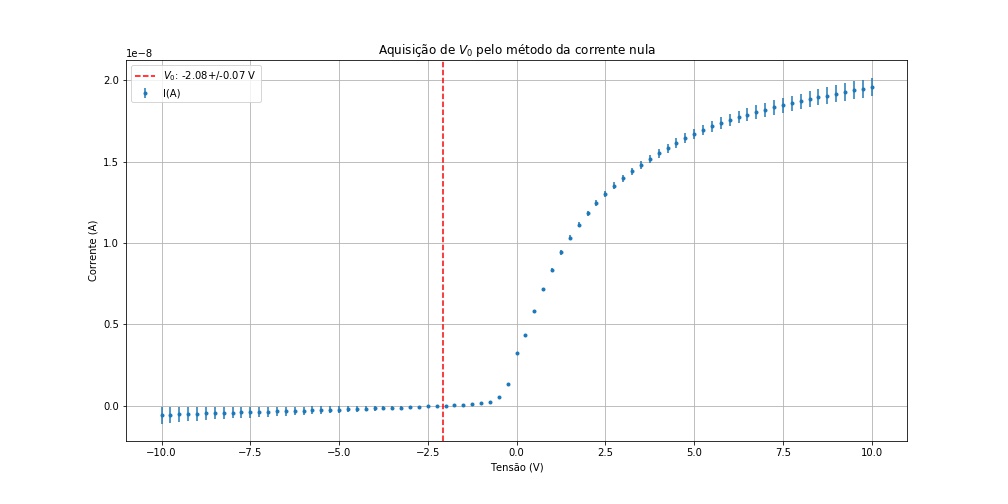 Aquisição de V₀ pelo método da corrente nula
1e−8
V₀: -2.08+/-0.07 V
I(A)
2.0
1.5
1.0
0.5
0.0
Corrente (A)
−10.0 −7.5 −5.0 −2.5 0.0 2.5 5.0 7.5 10.0
Tensão (V)